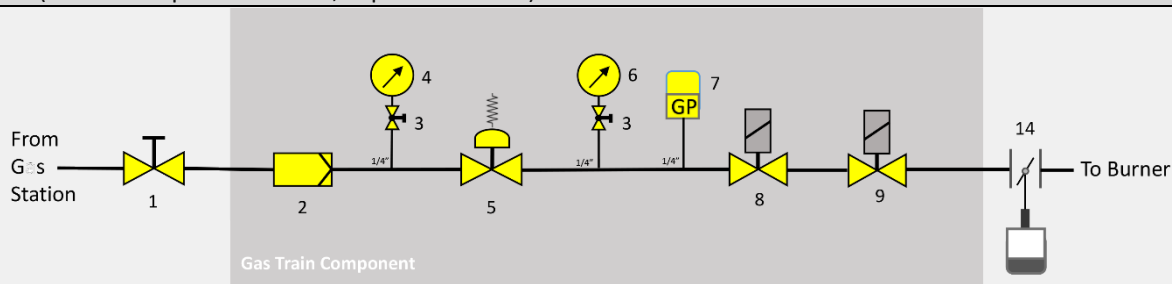 From
Gas
Station
1
2
1/4"
3
4
5
1/4"
3
6
1/4"
GP
7
8
9
14
To Burner
Gas Train Component